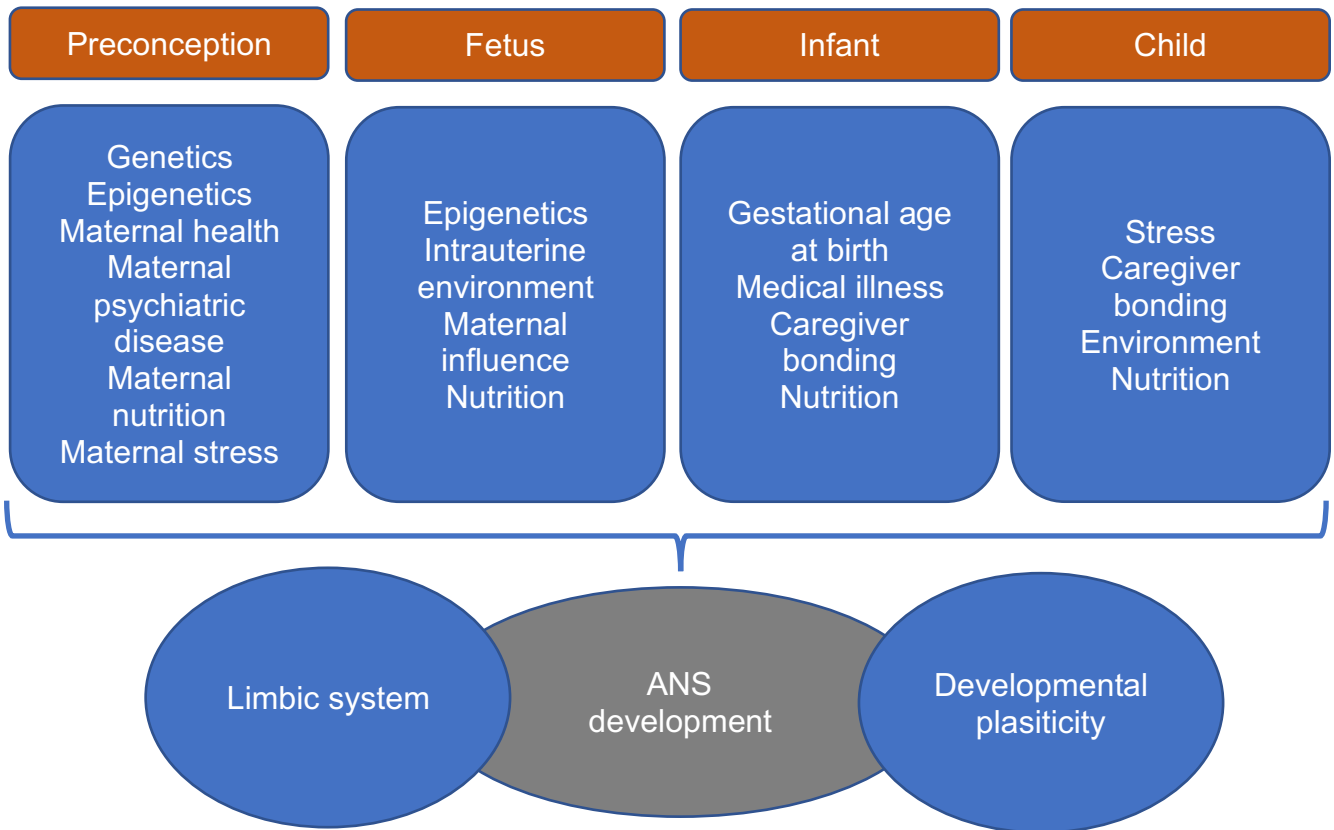 Preconception
Fetus
Infant
Child
Genetics
Epigenetics
Maternal health
Maternal
psychiatric
disease
Maternal
nutrition
Maternal stress
Epigenetics
Intrauterine
environment
Maternal
influence
Nutrition
Gestational age
at birth
Medical illness
Caregiver
bonding
Nutrition
Stress
Caregiver
bonding
Environment
Nutrition
Limbic system
ANS
development
Developmental
plasiticity